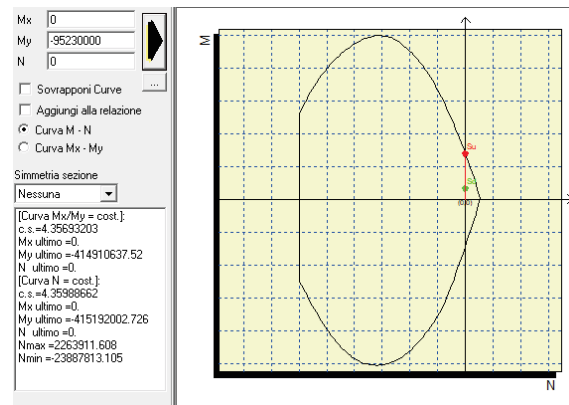 Mx 0
My -95230000
N 0
...
Sovrapponi Curve
Aggiungi alla relazione
Curva M - N
Curva Mx - My
Simmetria sezione
Nessuna
[Curva Mx/My = cost.]:
c.s.=4.35693203
Mx ultimo =0.
My ultimo =-414910637.52
N  ultimo =0.
[Curva N = cost.]:
c.s.=4.35988662
Mx ultimo =0.
My ultimo =-415192002.726
N  ultimo =0.
Nmax =2263911.608
Nmin =-23887813.105
M
Su
(0;0)
N